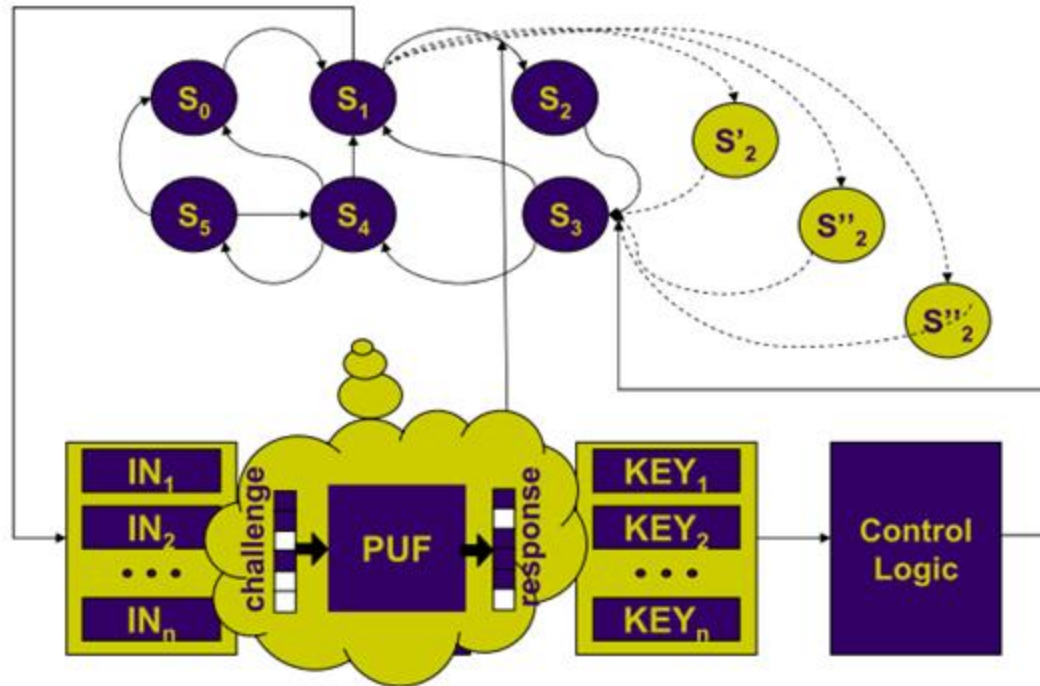 S0
S1
S2
S'2
S5
S4
S3
S''2
S'''2
challenge
response
IN1
IN2
• • •
INn
PUF
KEY1
KEY2
• • •
KEYn
Control
Logic